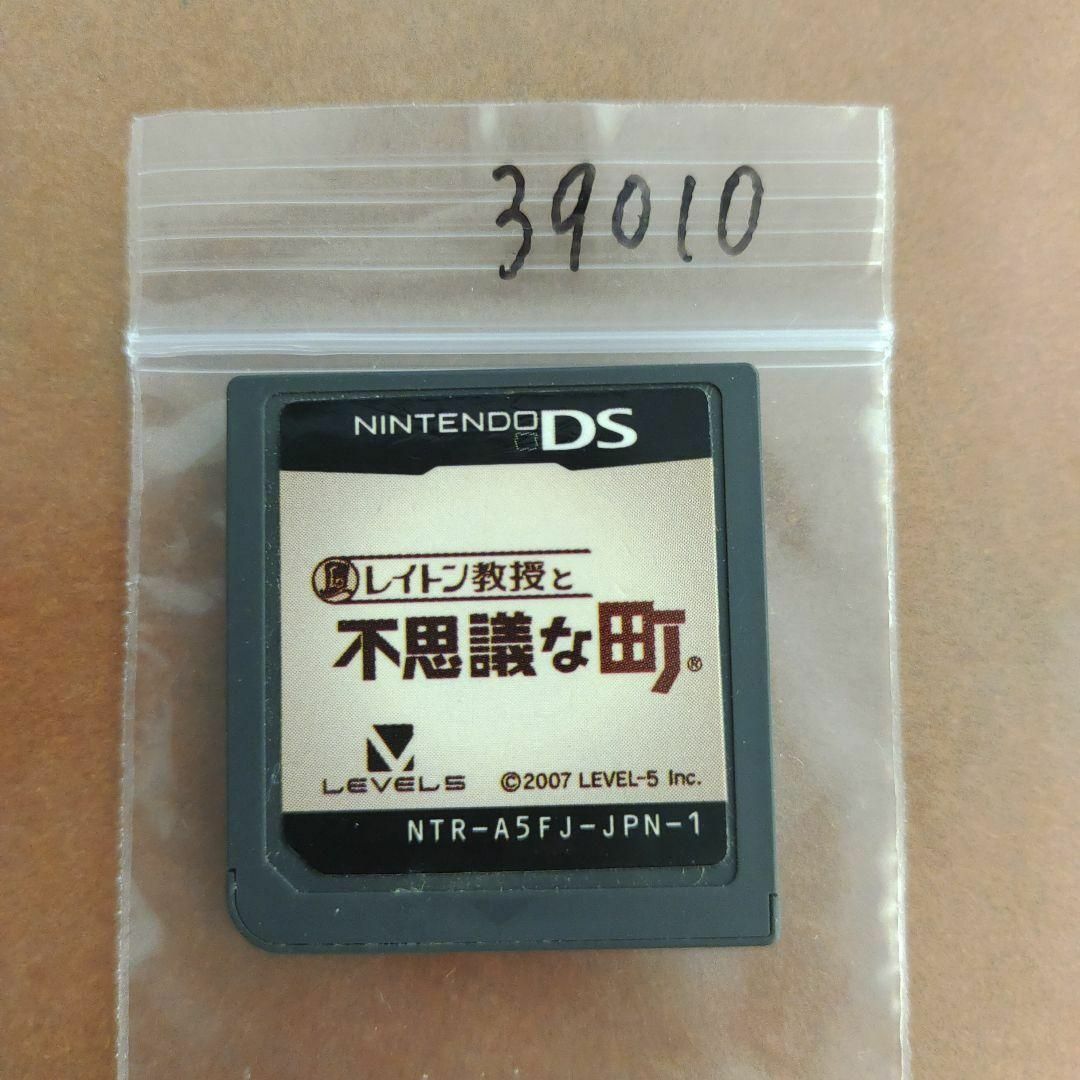 39010
NINTENDO DS
レイトン教授と
不思議な町®
LEVEL5
©2007 LEVEL-5 Inc.
NTR-A5FJ-JPN-1